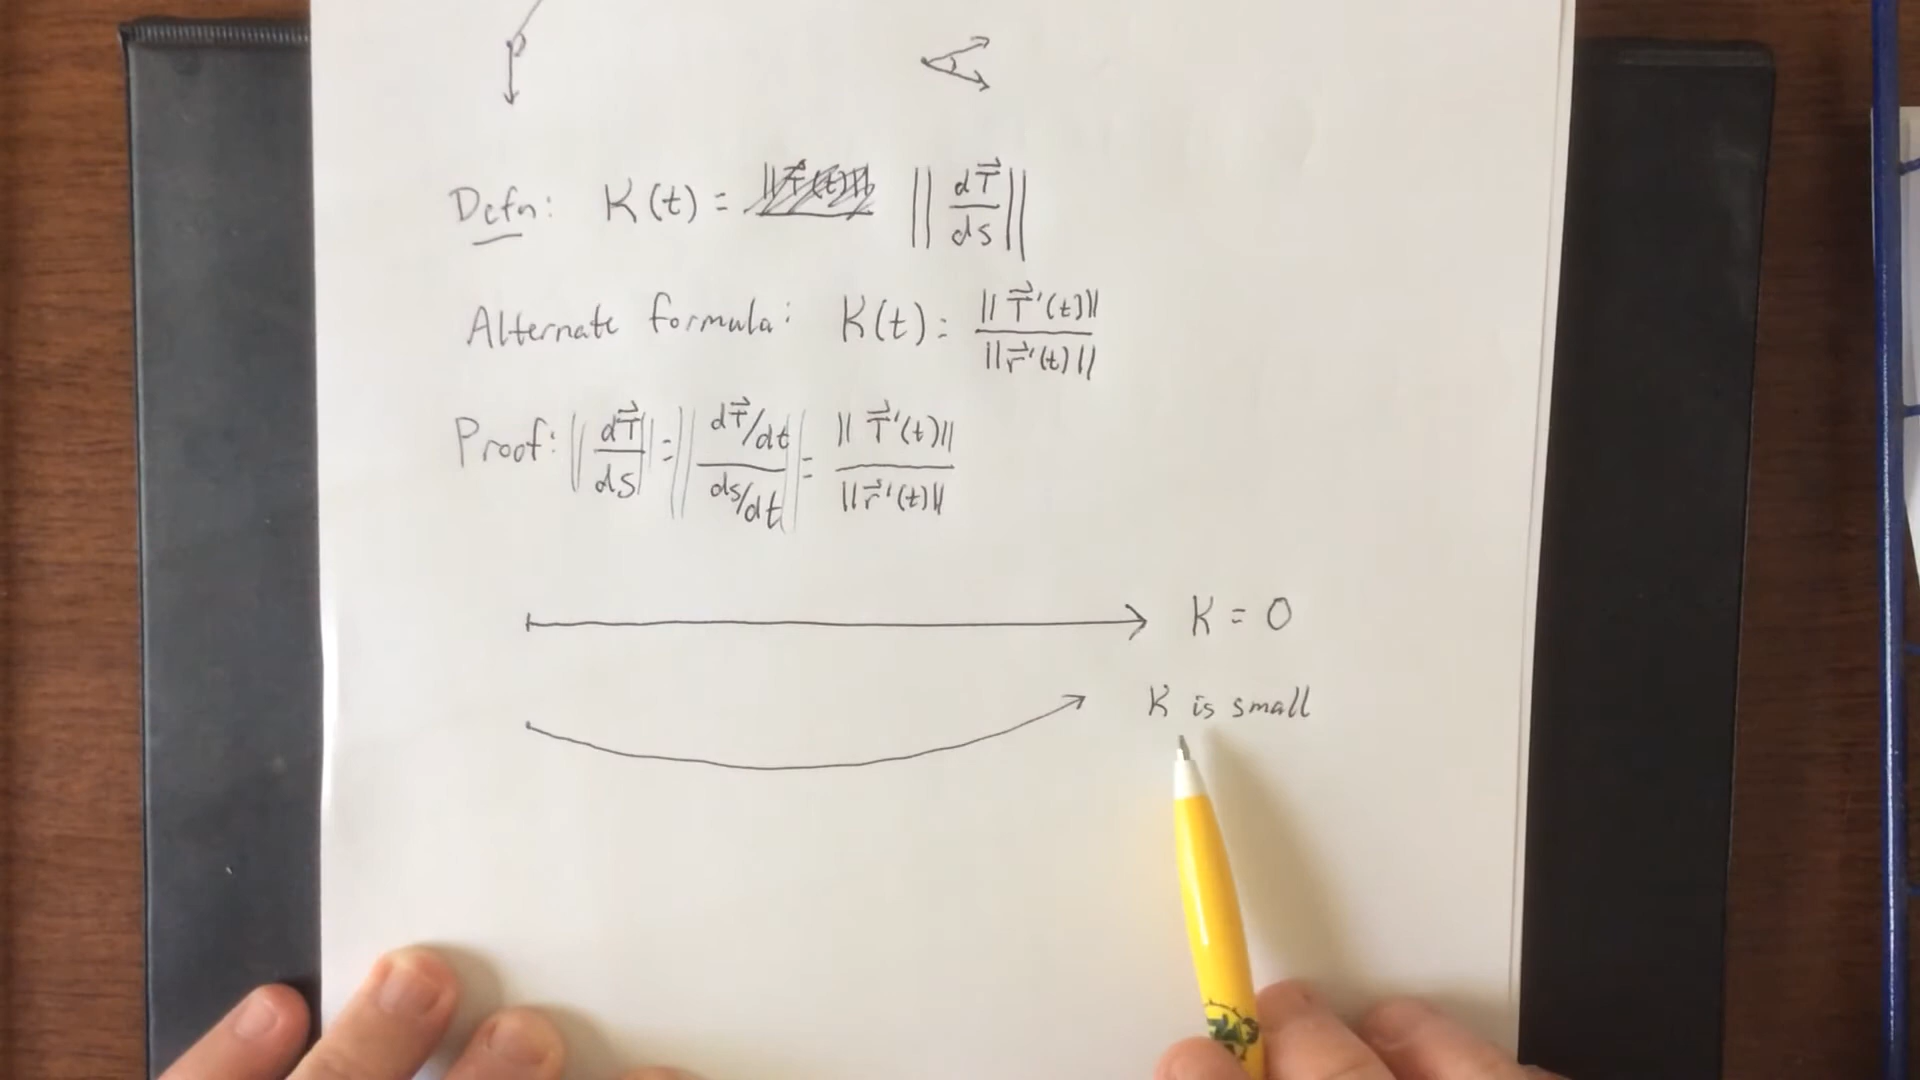 Defn: K(t) = || dT⃗/ds ||
Alternate formula: K(t) = ||T⃗'(t)|| / ||r⃗'(t)||
Proof: || dT⃗/ds || = || (dT⃗/dt) / (ds/dt) || = ||T⃗'(t)|| / ||r⃗'(t)||
K = 0
K is small